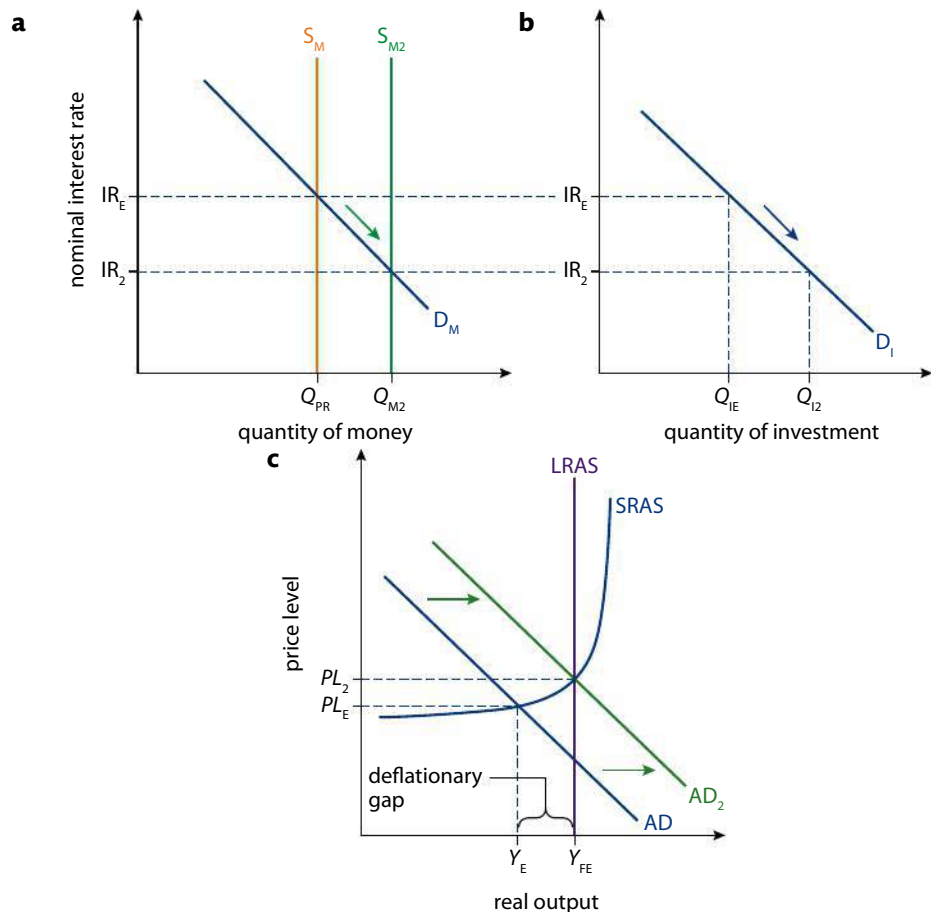 a
S_M
S_M2
nominal interest rate
IR_E
IR_2
D_M
Q_PR
Q_M2
quantity of money
b
IR_E
IR_2
D_I
Q_IE
Q_I2
quantity of investment
c
LRAS
SRAS
price level
PL_2
PL_E
deflationary
gap
AD_2
AD
Y_E
Y_FE
real output